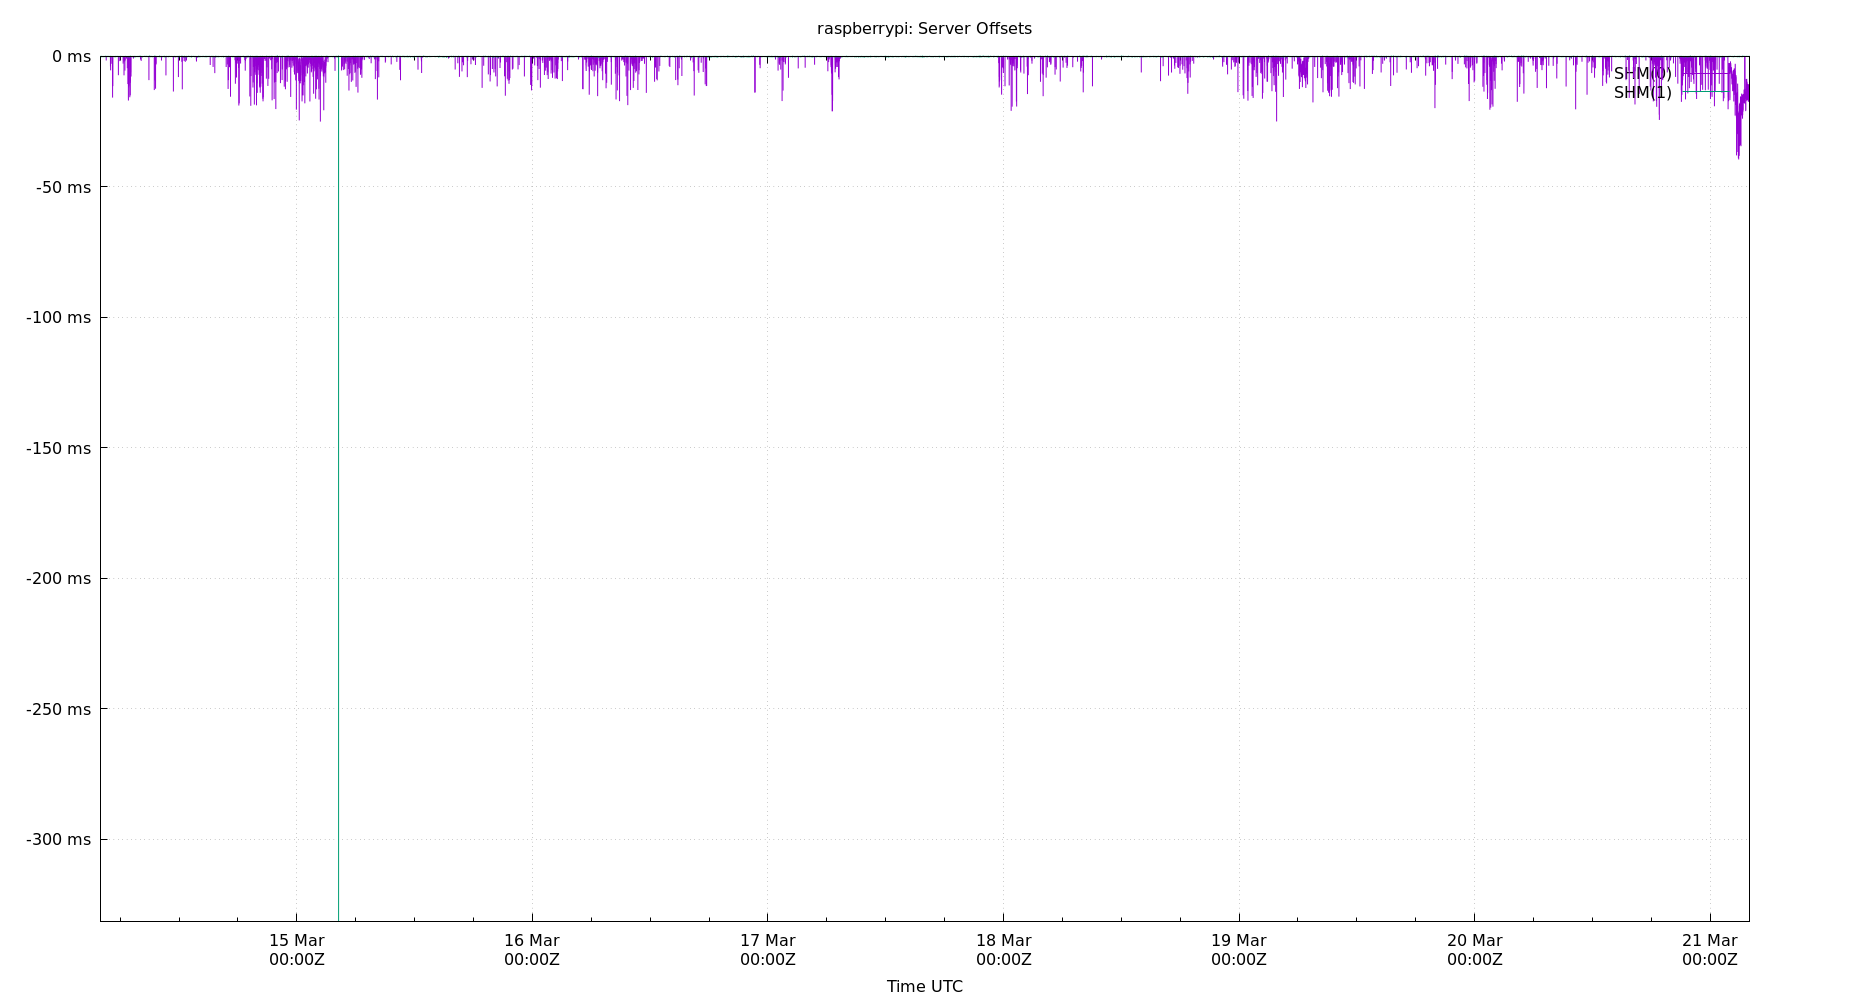 raspberrypi: Server Offsets
0 ms
-50 ms
-100 ms
-150 ms
-200 ms
-250 ms
-300 ms
SHM(0)
SHM(1)
15 Mar 16 Mar 17 Mar 18 Mar 19 Mar 20 Mar 21 Mar
00:00Z 00:00Z 00:00Z 00:00Z 00:00Z 00:00Z 00:00Z
Time UTC